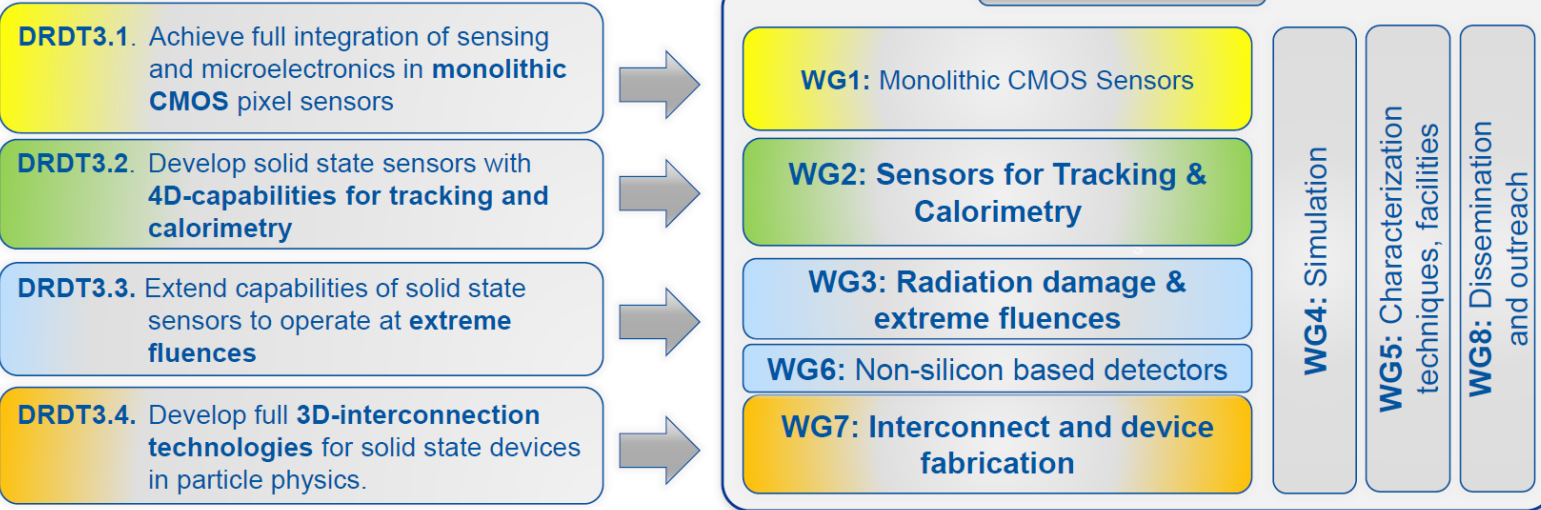 DRDT3.1. Achieve full integration of sensing
and microelectronics in monolithic
CMOS pixel sensors
DRDT3.2. Develop solid state sensors with
4D-capabilities for tracking and
calorimetry
DRDT3.3. Extend capabilities of solid state
sensors to operate at extreme
fluences
DRDT3.4. Develop full 3D-interconnection
technologies for solid state devices
in particle physics.
WG1: Monolithic CMOS Sensors
WG2: Sensors for Tracking &
Calorimetry
WG3: Radiation damage &
extreme fluences
WG6: Non-silicon based detectors
WG7: Interconnect and device
fabrication
WG4: Simulation
WG5: Characterization
techniques, facilities
WG8: Dissemination
and outreach